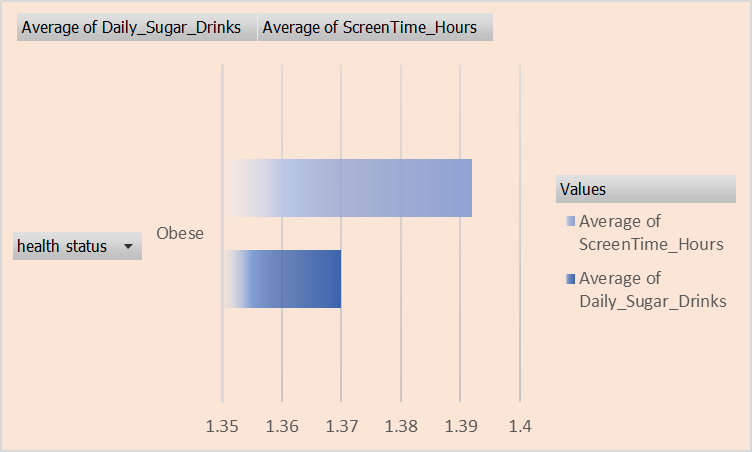 Average of Daily_Sugar_Drinks Average of ScreenTime_Hours
Values
Average of
ScreenTime_Hours
Obese
health status
Average of
Daily_Sugar_Drinks
1.35 1.36 1.37 1.38 1.39 1.4